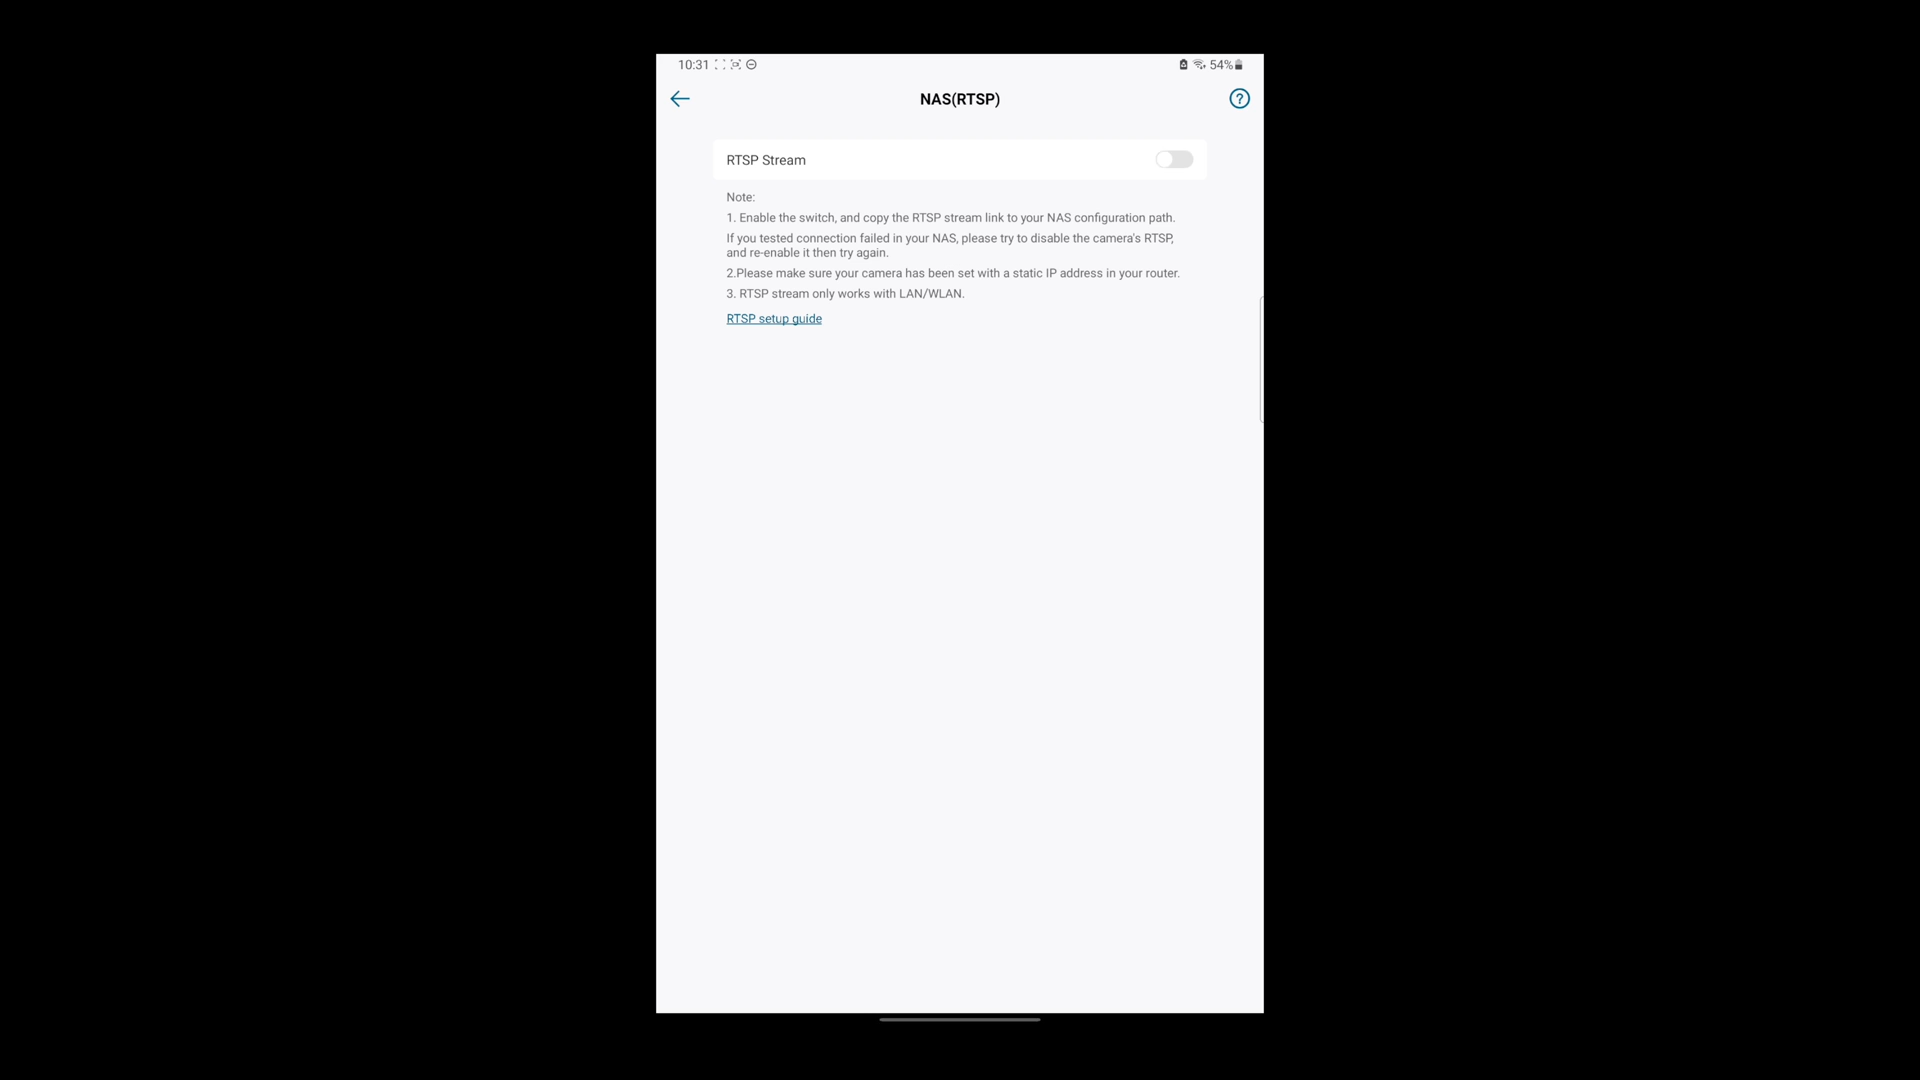 10:31 54%
NAS(RTSP)
RTSP Stream
Note:
1. Enable the switch, and copy the RTSP stream link to your NAS configuration path.
If you tested connection failed in your NAS, please try to disable the camera's RTSP,
and re-enable it then try again.
2.Please make sure your camera has been set with a static IP address in your router.
3. RTSP stream only works with LAN/WLAN.
RTSP setup guide